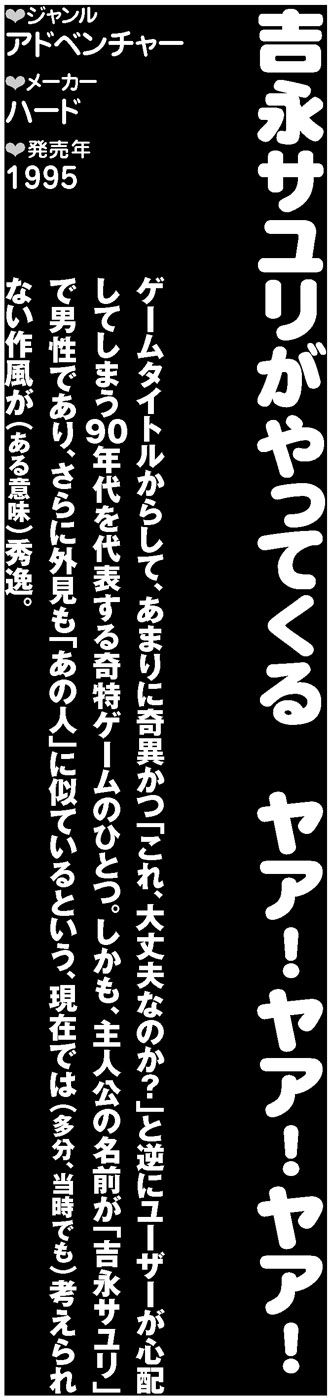 吉永サユリがやってくる　ヤア！ヤア！ヤア！
❤ジャンル
アドベンチャー
❤メーカー
ハード
❤発売年
1995
ゲームタイトルからして、あまりに奇異かつ「これ、大丈夫なのか？」と逆にユーザーが心配
してしまう90年代を代表する奇特ゲームのひとつ。しかも、主人公の名前が「吉永サユリ」
で男性であり、さらに外見も「あの人」に似ているという、現在では（多分、当時でも）考えられ
ない作風が（ある意味）秀逸。